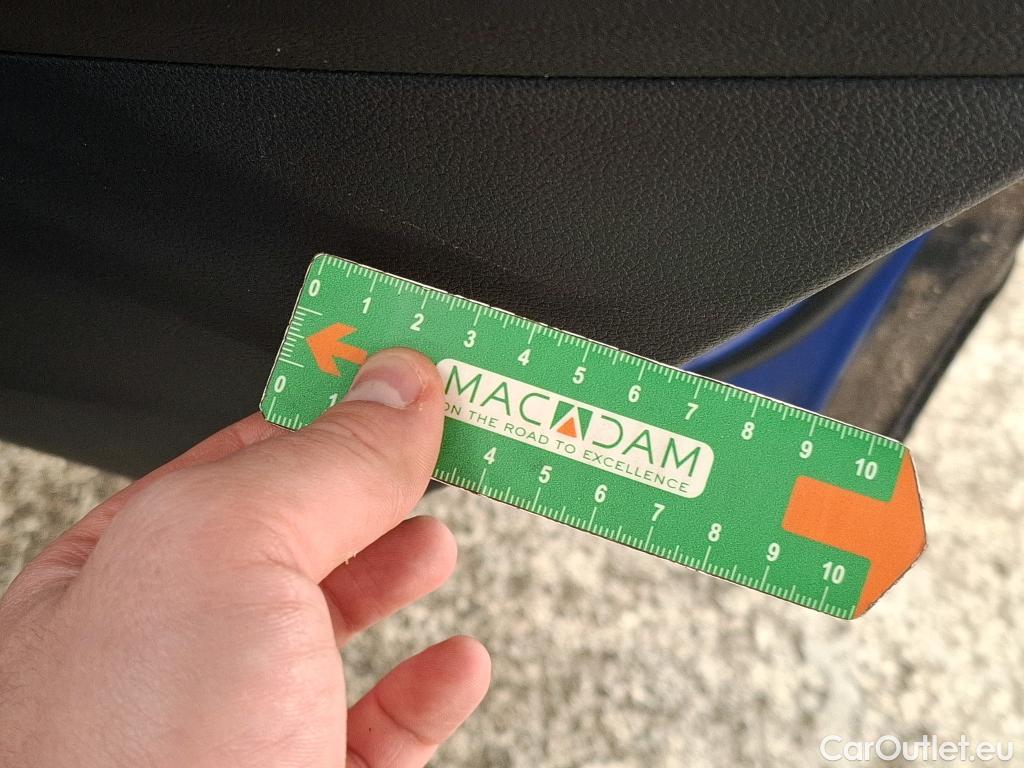 0 1 2 3 4 5 6 7 8 9 10
MACADAM
ON THE ROAD TO EXCELLENCE
0 1 4 5 6 7 8 9 10
CarOutlet.eu